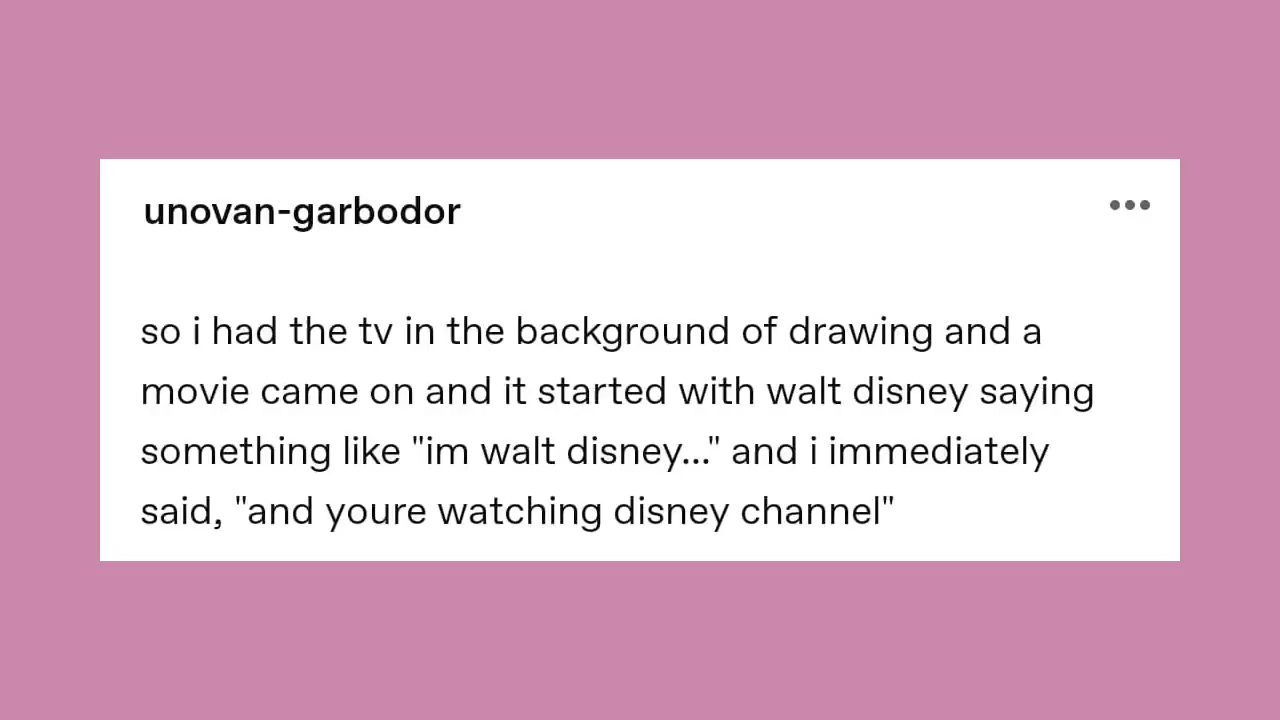 unovan-garbodor
so i had the tv in the background of drawing and a
movie came on and it started with walt disney saying
something like "im walt disney..." and i immediately
said, "and youre watching disney channel"